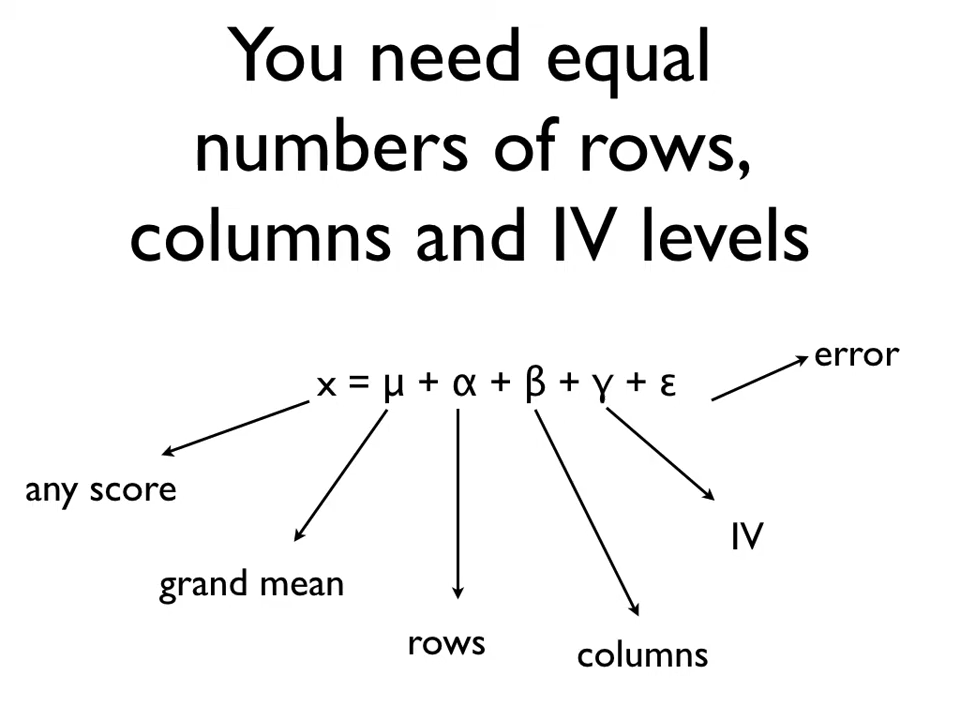 You need equal
numbers of rows,
columns and IV levels
error
x = μ + α + β + γ + ε
any score
IV
grand mean
rows
columns